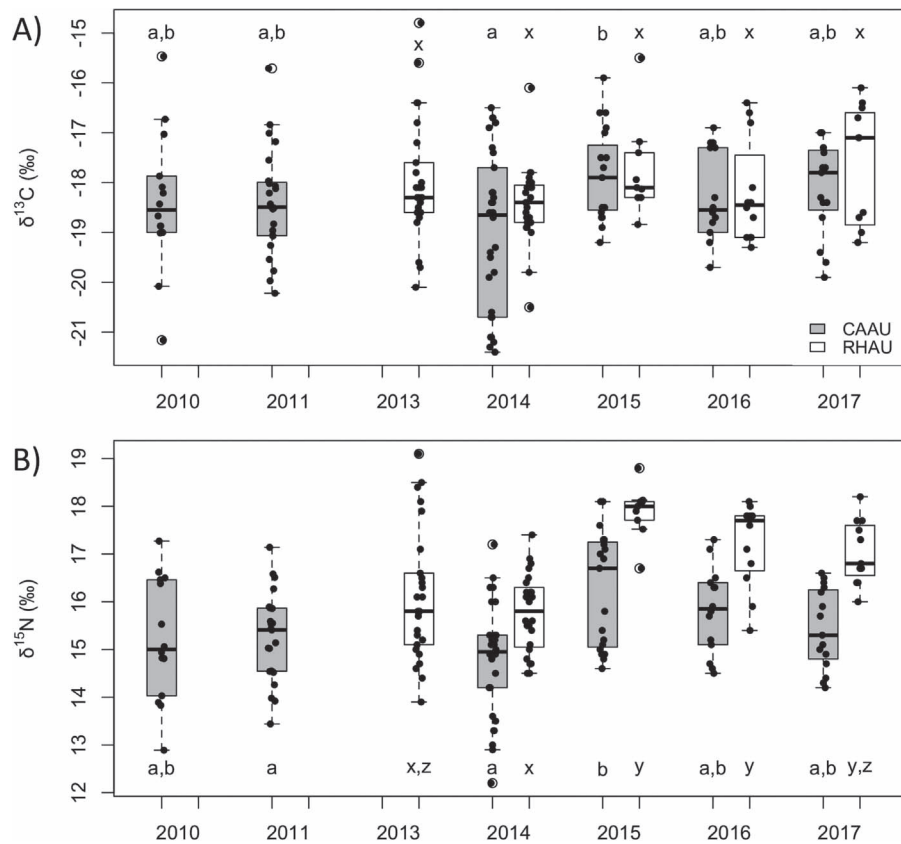 A)
a,b a,b x a x b x a,b x a,b x
-15
-16
-17
-18
-19
-20
-21
δ13C (‰)
CAAU
RHAU
2010 2011 2013 2014 2015 2016 2017
B)
19
18
17
16
15
14
13
12
δ15N (‰)
a,b a x,z a x b y a,b y a,b y,z
2010 2011 2013 2014 2015 2016 2017